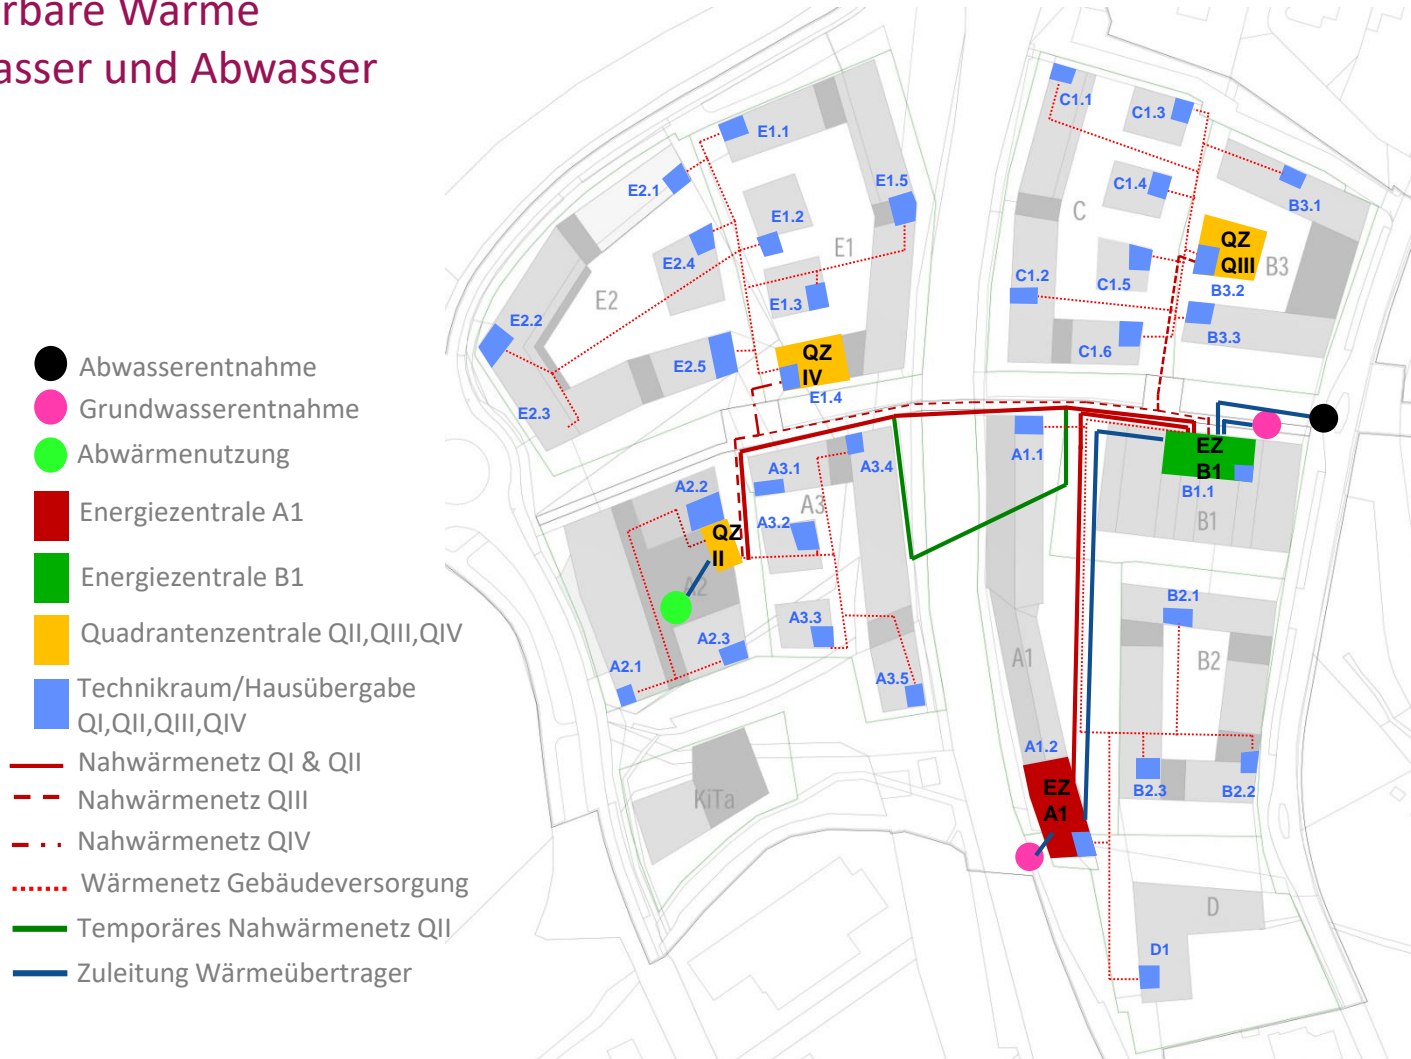 rbare Wärme
asser und Abwasser
Abwasserentnahme
Grundwasserentnahme
Abwärmenutzung
Energiezentrale A1
Energiezentrale B1
Quadrantenzentrale QII,QIII,QIV
Technikraum/Hausübergabe
QI,QII,QIII,QIV
Nahwärmenetz QI & QII
Nahwärmenetz QIII
Nahwärmenetz QIV
Wärmenetz Gebäudeversorgung
Temporäres Nahwärmenetz QII
Zuleitung Wärmeübertrager
E1.1
E2.1
E1.5
E1.2
E2.4
E1
E2
E1.3
E2.2
E2.5
QZ
IV
E1.4
E2.3
C1.1
C1.3
C1.4
C
B3.1
QZ
QIII
B3
B3.2
C1.2
C1.5
B3.3
C1.6
A3.1
A3.4
A2.2
A3
A3.2
QZ
II
A2
A3.3
A2.3
A2.1
A3.5
KiTa
A1.1
EZ
B1
B1.1
B1
B2.1
B2
A1
A1.2
EZ
A1
B2.3
B2.2
D
D1